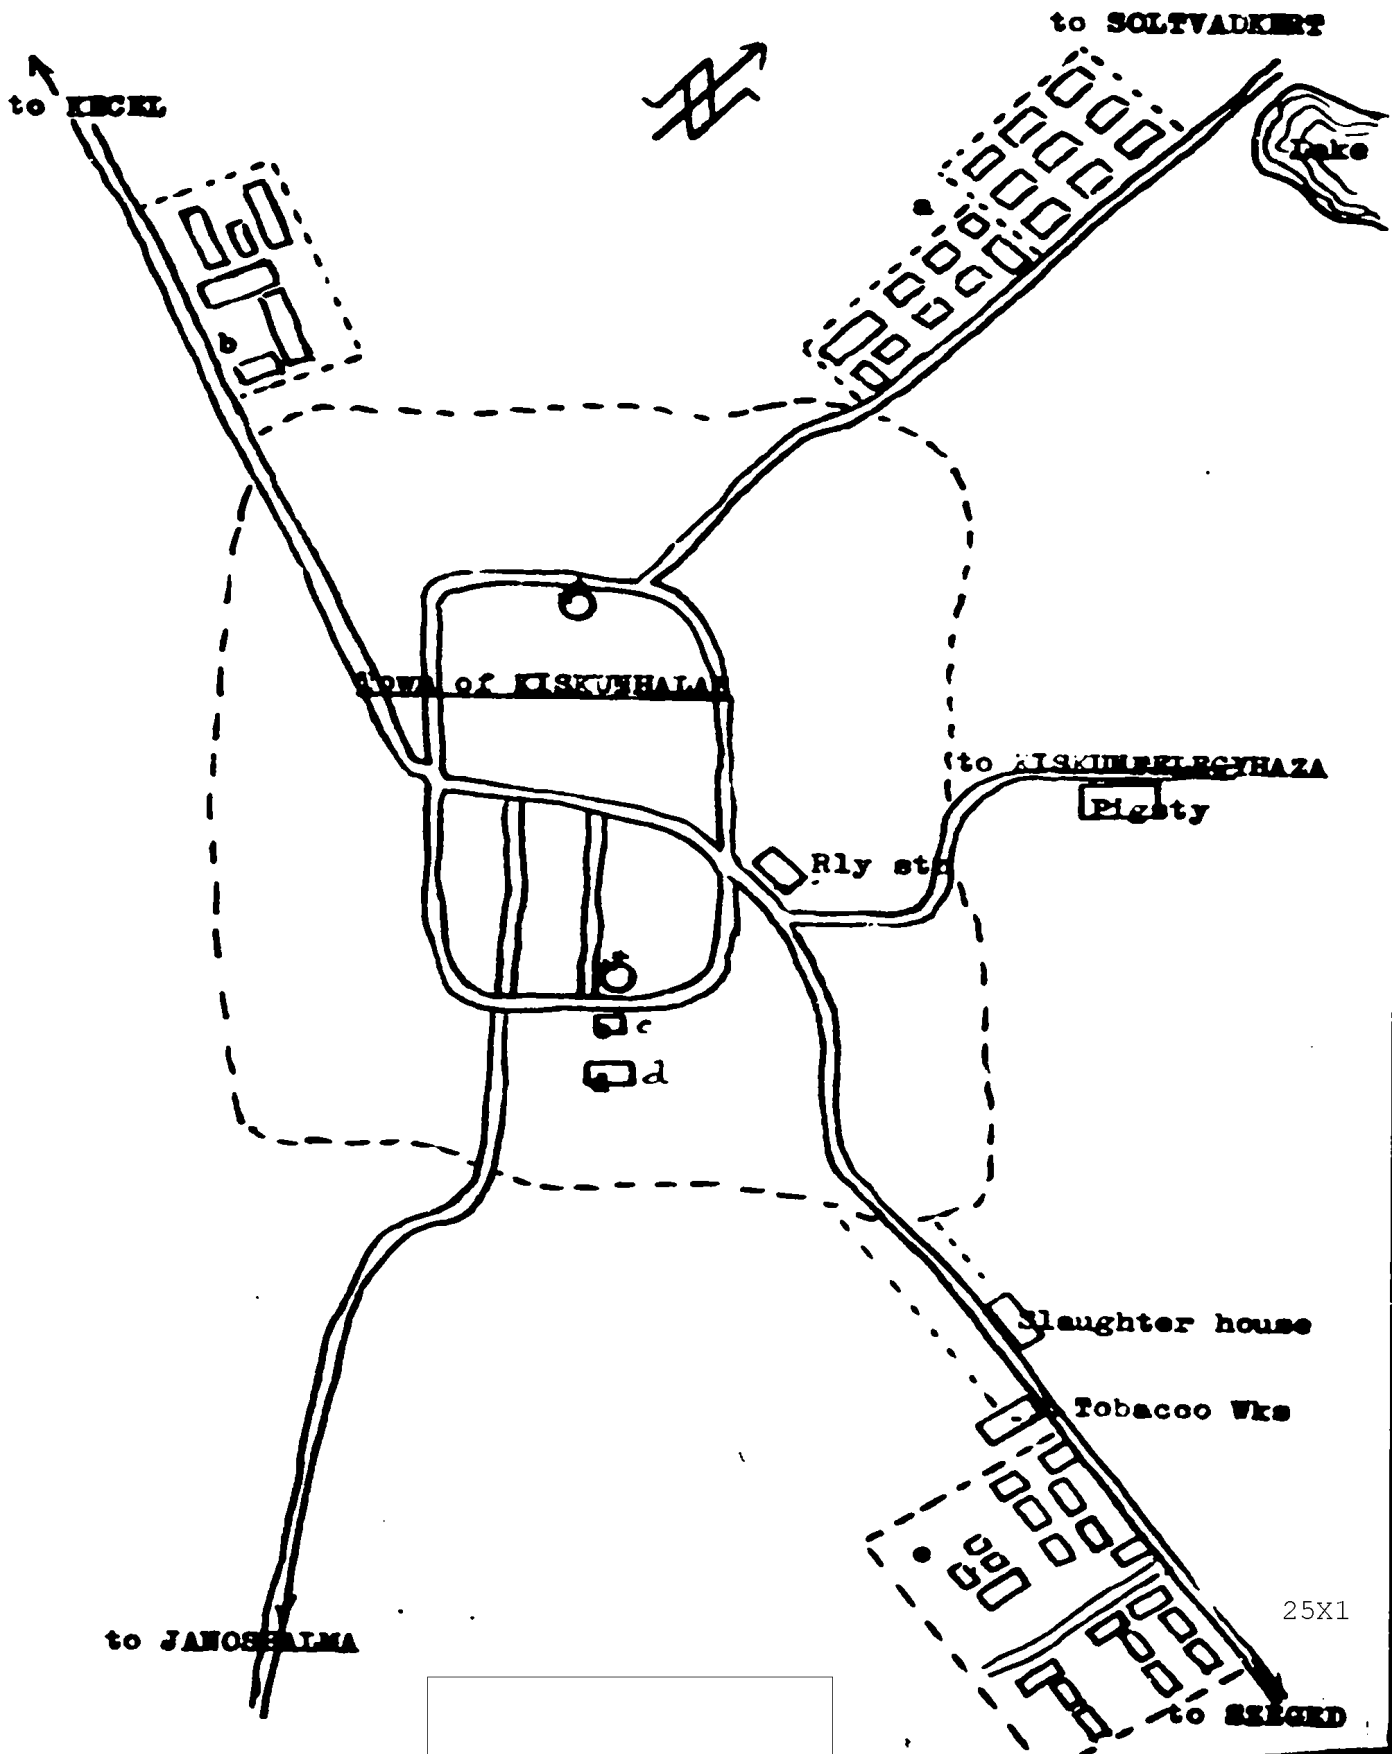 to SOLTVADKERT
to KECEL
Lake
a
b
Town of KISKUNHALAS
to KISKUNFELEGYHAZA
Pigsty
Rly stn
c
d
Slaughter house
Tobacco Wks
e
25X1
to JANOSHALMA
to SZEGED